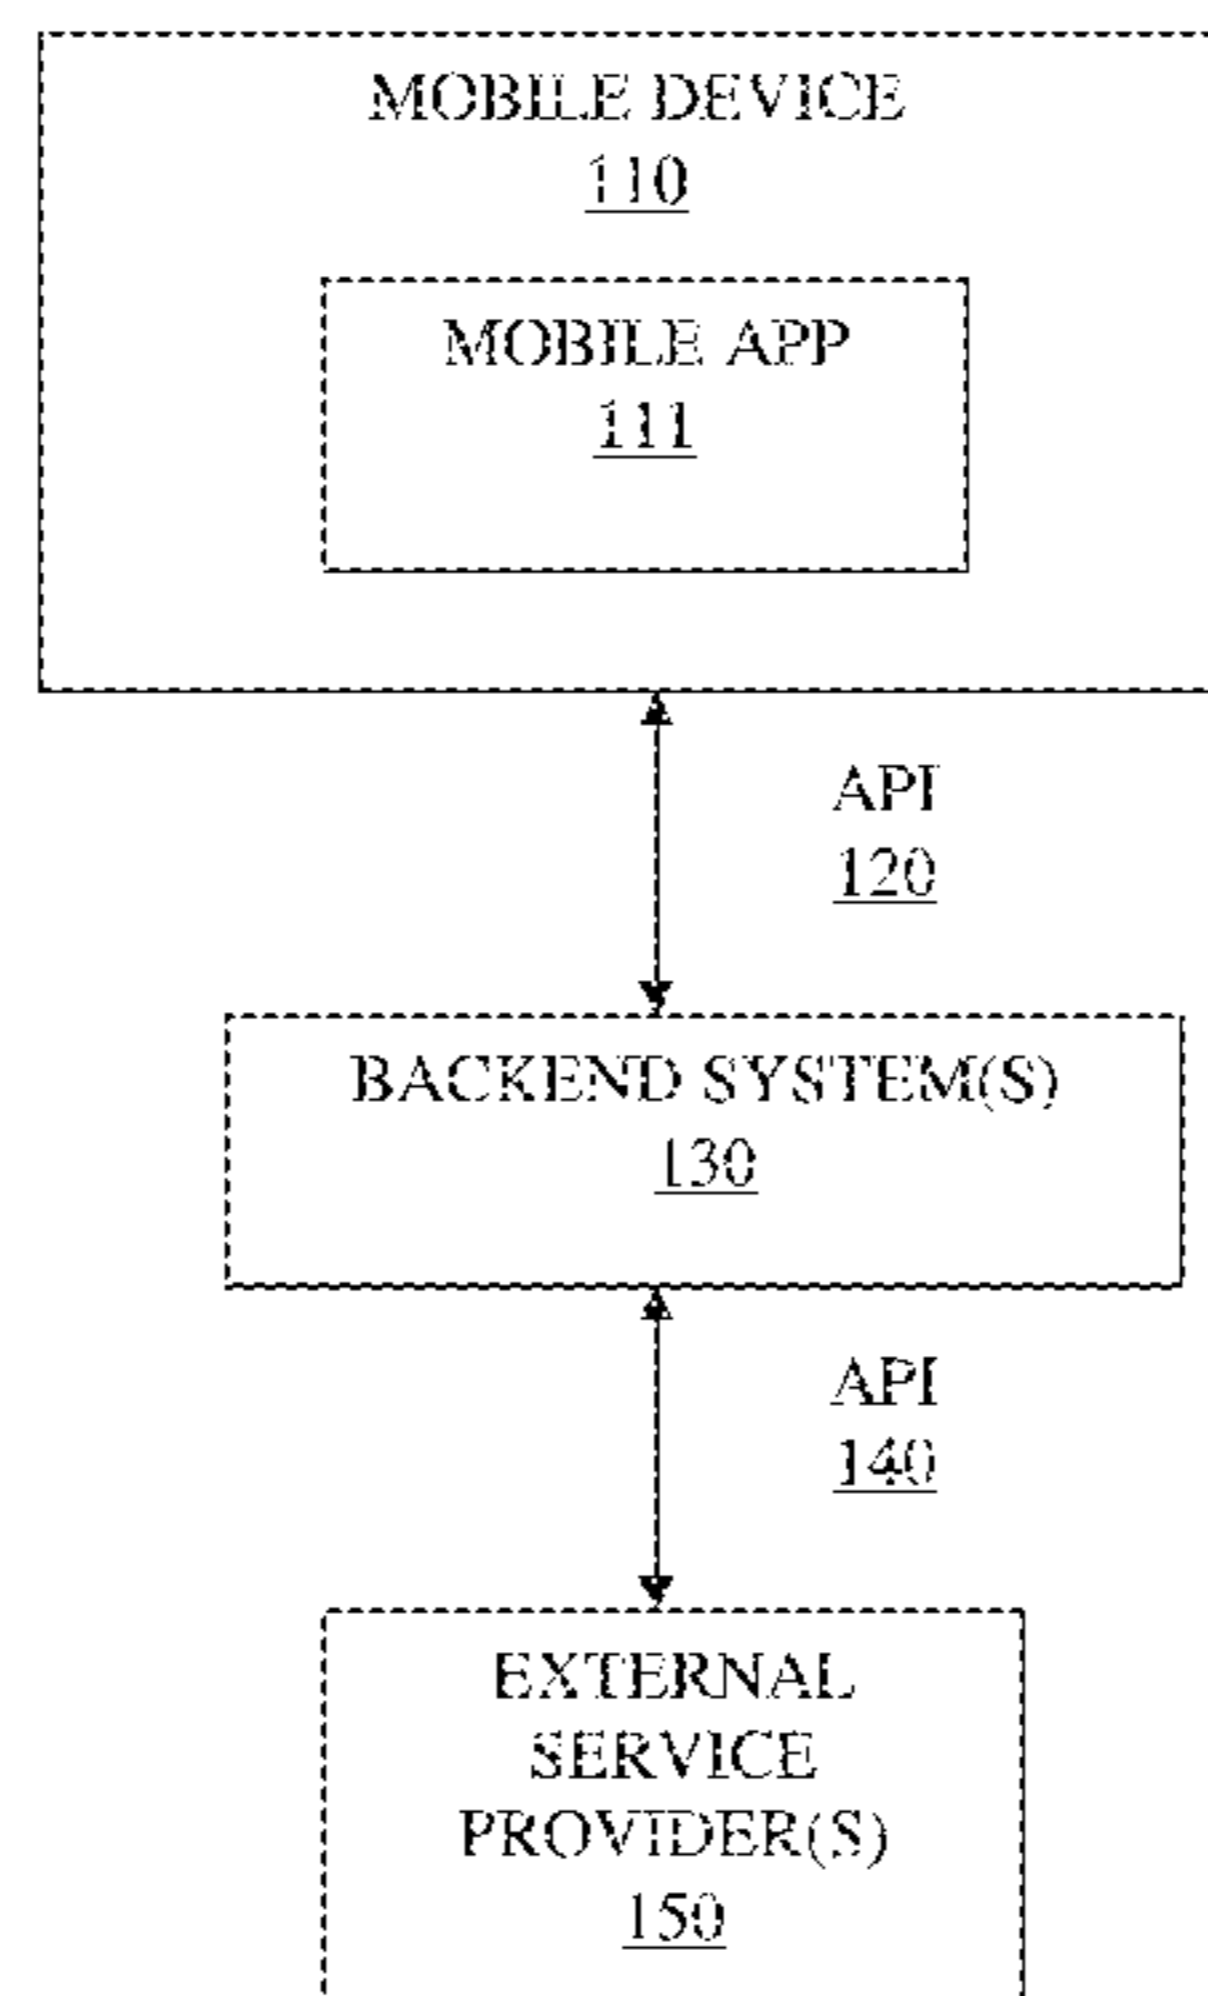 MOBILE DEVICE
110
MOBILE APP
111
API
120
BACKEND SYSTEM(S)
130
API
140
EXTERNAL
SERVICE
PROVIDER(S)
150